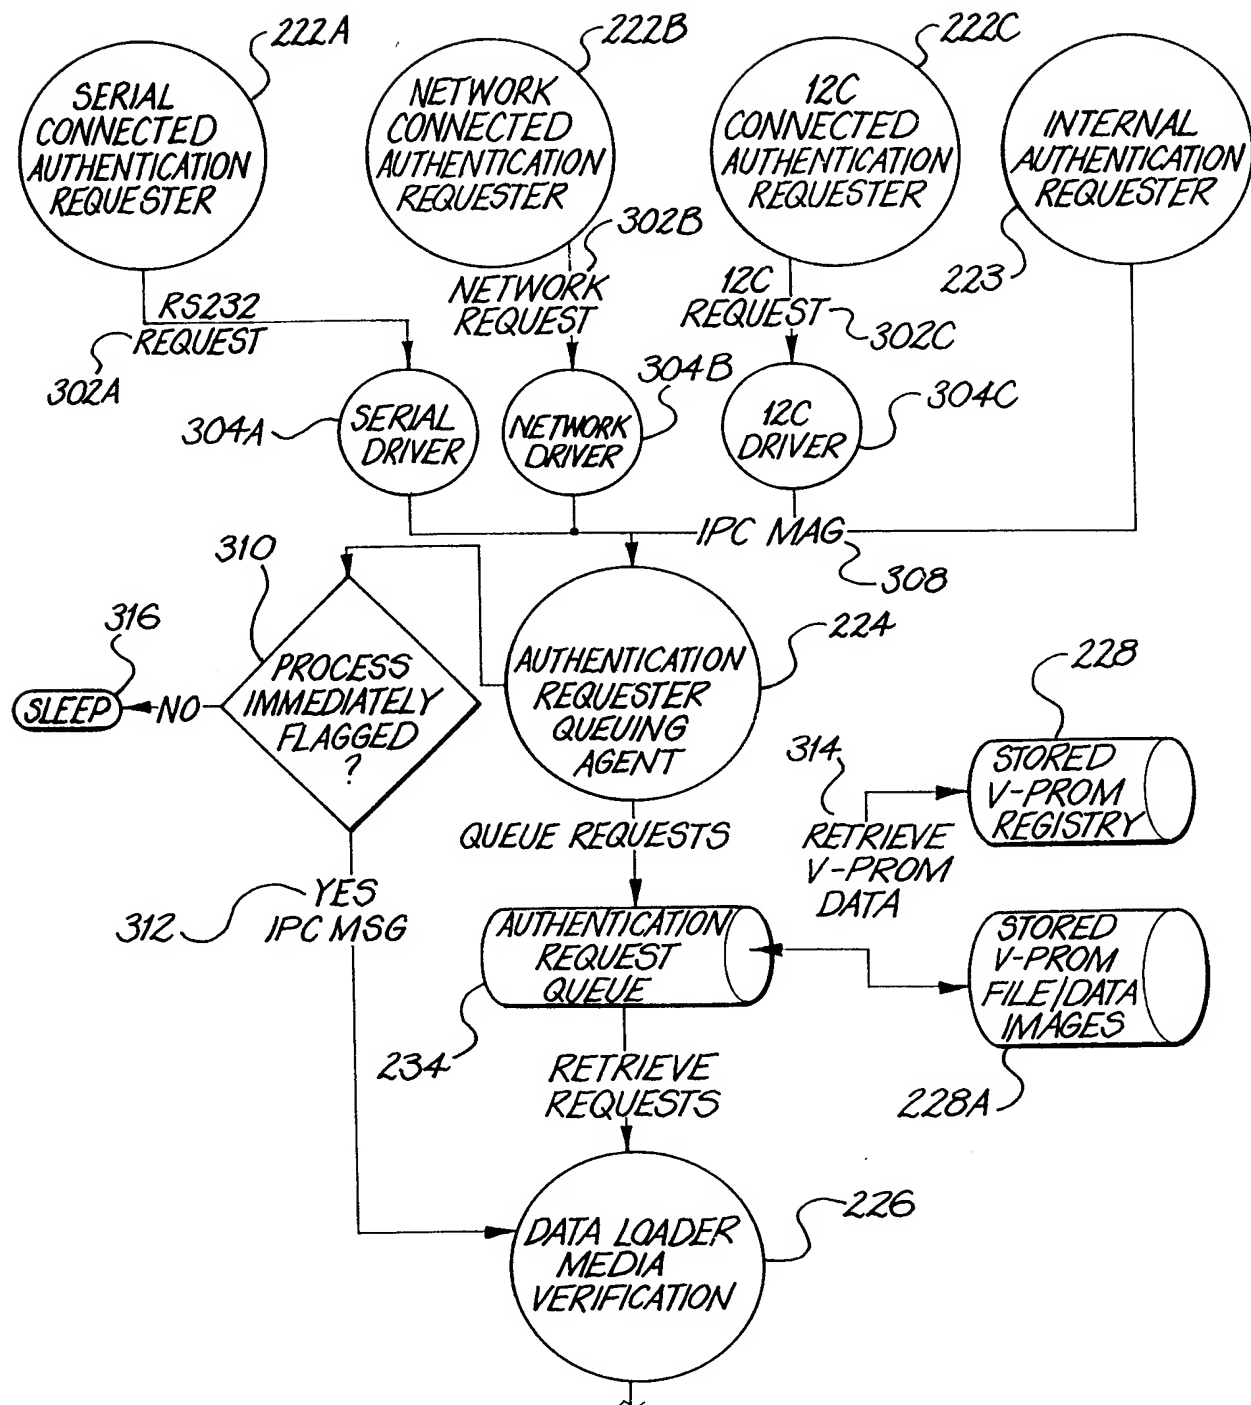 222A
SERIAL
CONNECTED
AUTHENTICATION
REQUESTER
222B
NETWORK
CONNECTED
AUTHENTICATION
REQUESTER
222C
12C
CONNECTED
AUTHENTICATION
REQUESTER
INTERNAL
AUTHENTICATION
REQUESTER
223
RS232
REQUEST
302A
302B
NETWORK
REQUEST
12C
REQUEST
302C
304A
SERIAL
DRIVER
304B
NETWORK
DRIVER
12C
DRIVER
304C
IPC MAG
308
310
PROCESS
IMMEDIATELY
FLAGGED
?
316
SLEEP
NO
AUTHENTICATION
REQUESTER
QUEUING
AGENT
224
228
STORED
V-PROM
REGISTRY
314
RETRIEVE
V-PROM
DATA
QUEUE REQUESTS
YES
IPC MSG
312
AUTHENTICATION
REQUEST
QUEUE
234
STORED
V-PROM
FILE/DATA
IMAGES
228A
RETRIEVE
REQUESTS
DATA LOADER
MEDIA
VERIFICATION
226